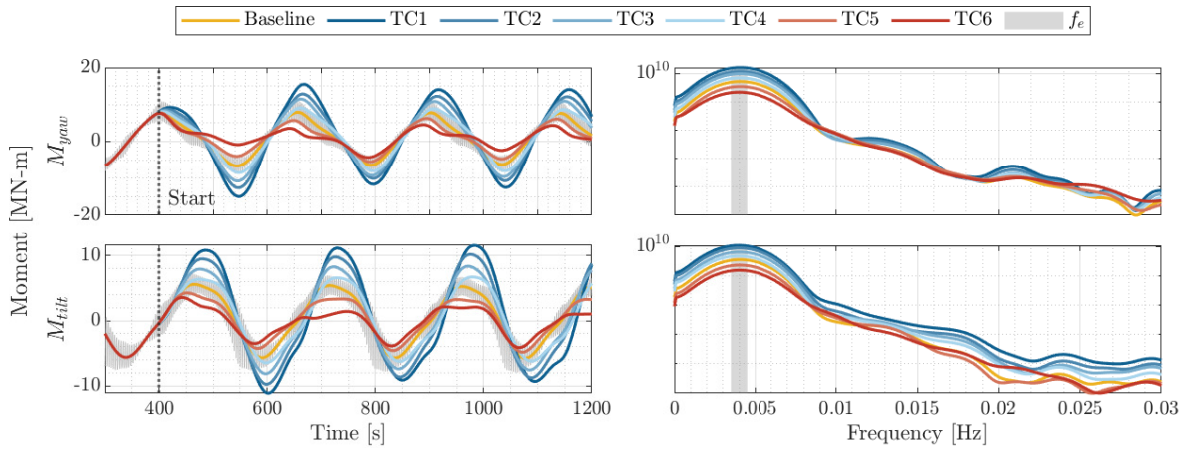 Baseline TC1 TC2 TC3 TC4 TC5 TC6 f_e
Moment [MN-m]
M_yaw
20
0
-20
Start
10^10
M_tilt
10
0
-10
400 600 800 1000 1200
Time [s]
10^10
0 0.005 0.01 0.015 0.02 0.025 0.03
Frequency [Hz]